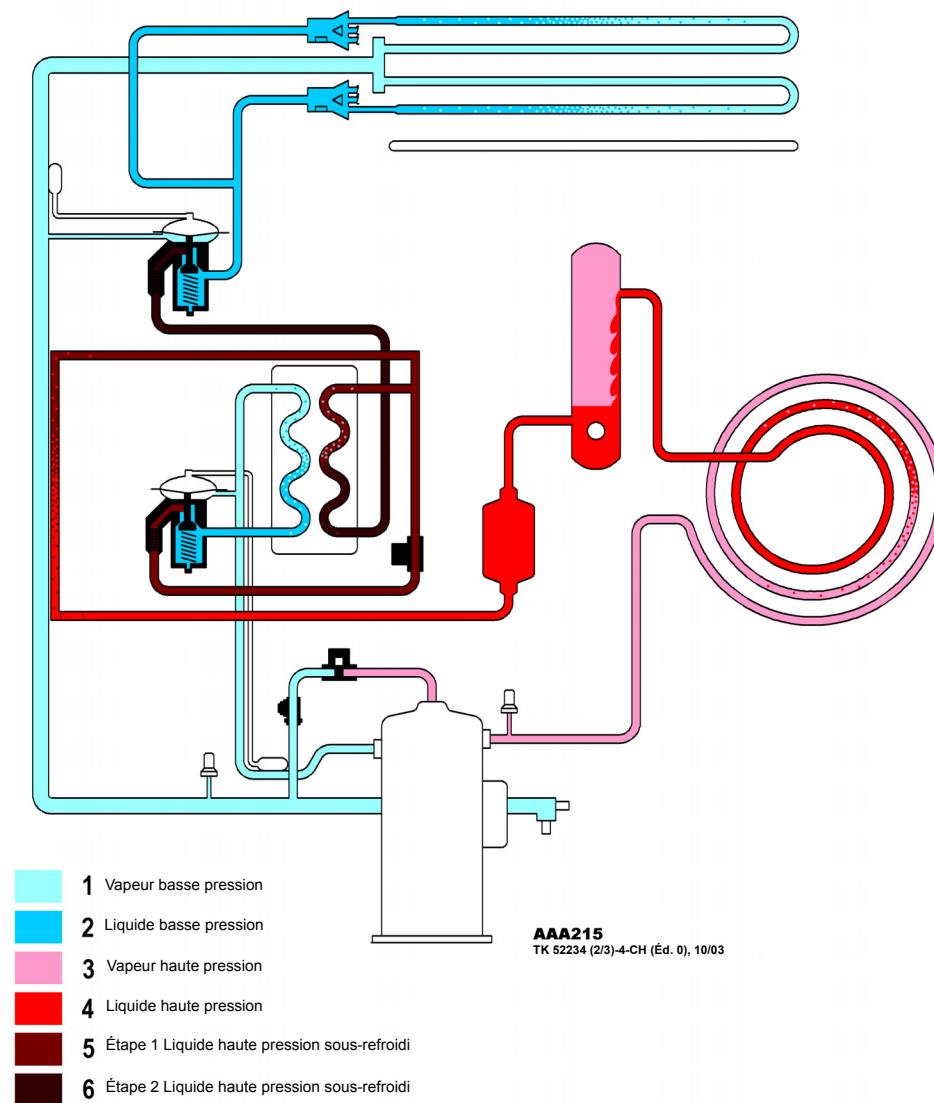 1 Vapeur basse pression
2 Liquide basse pression
3 Vapeur haute pression
4 Liquide haute pression
5 Étape 1 Liquide haute pression sous-refroidi
6 Étape 2 Liquide haute pression sous-refroidi
AAA215
TK 52234 (2/3)-4-CH (Éd. 0), 10/03